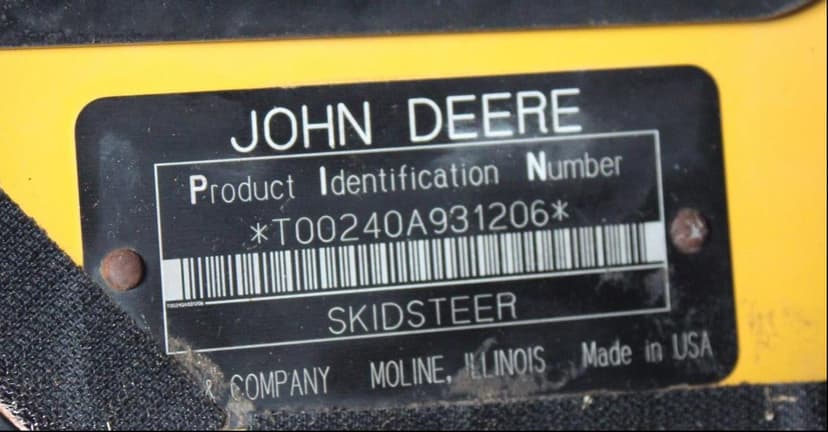 JOHN DEERE
Product Identification Number
*T00240A931206*
SKIDSTEER
& COMPANY MOLINE, ILLINOIS Made in USA